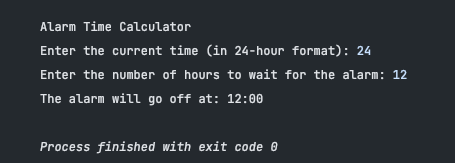 Alarm Time Calculator
Enter the current time (in 24-hour format): 24
Enter the number of hours to wait for the alarm: 12
The alarm will go off at: 12:00
Process finished with exit code 0